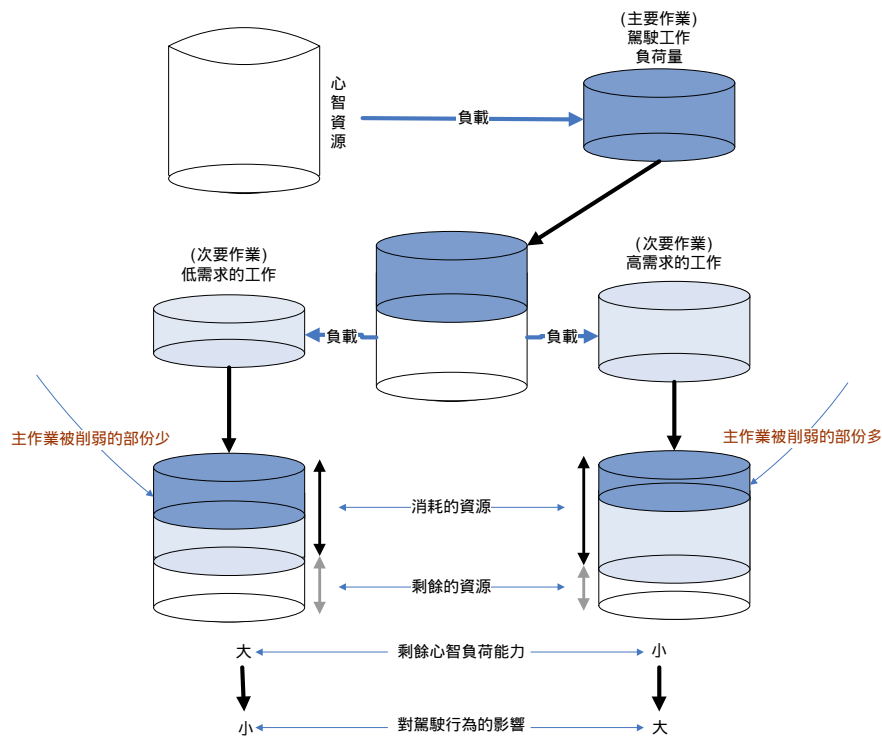 (主要作業)
駕駛工作
負荷量
心智資源
負載
(次要作業)
低需求的工作
(次要作業)
高需求的工作
負載
負載
主作業被削弱的部份少
主作業被削弱的部份多
消耗的資源
剩餘的資源
大
剩餘心智負荷能力
小
小
對駕駛行為的影響
大